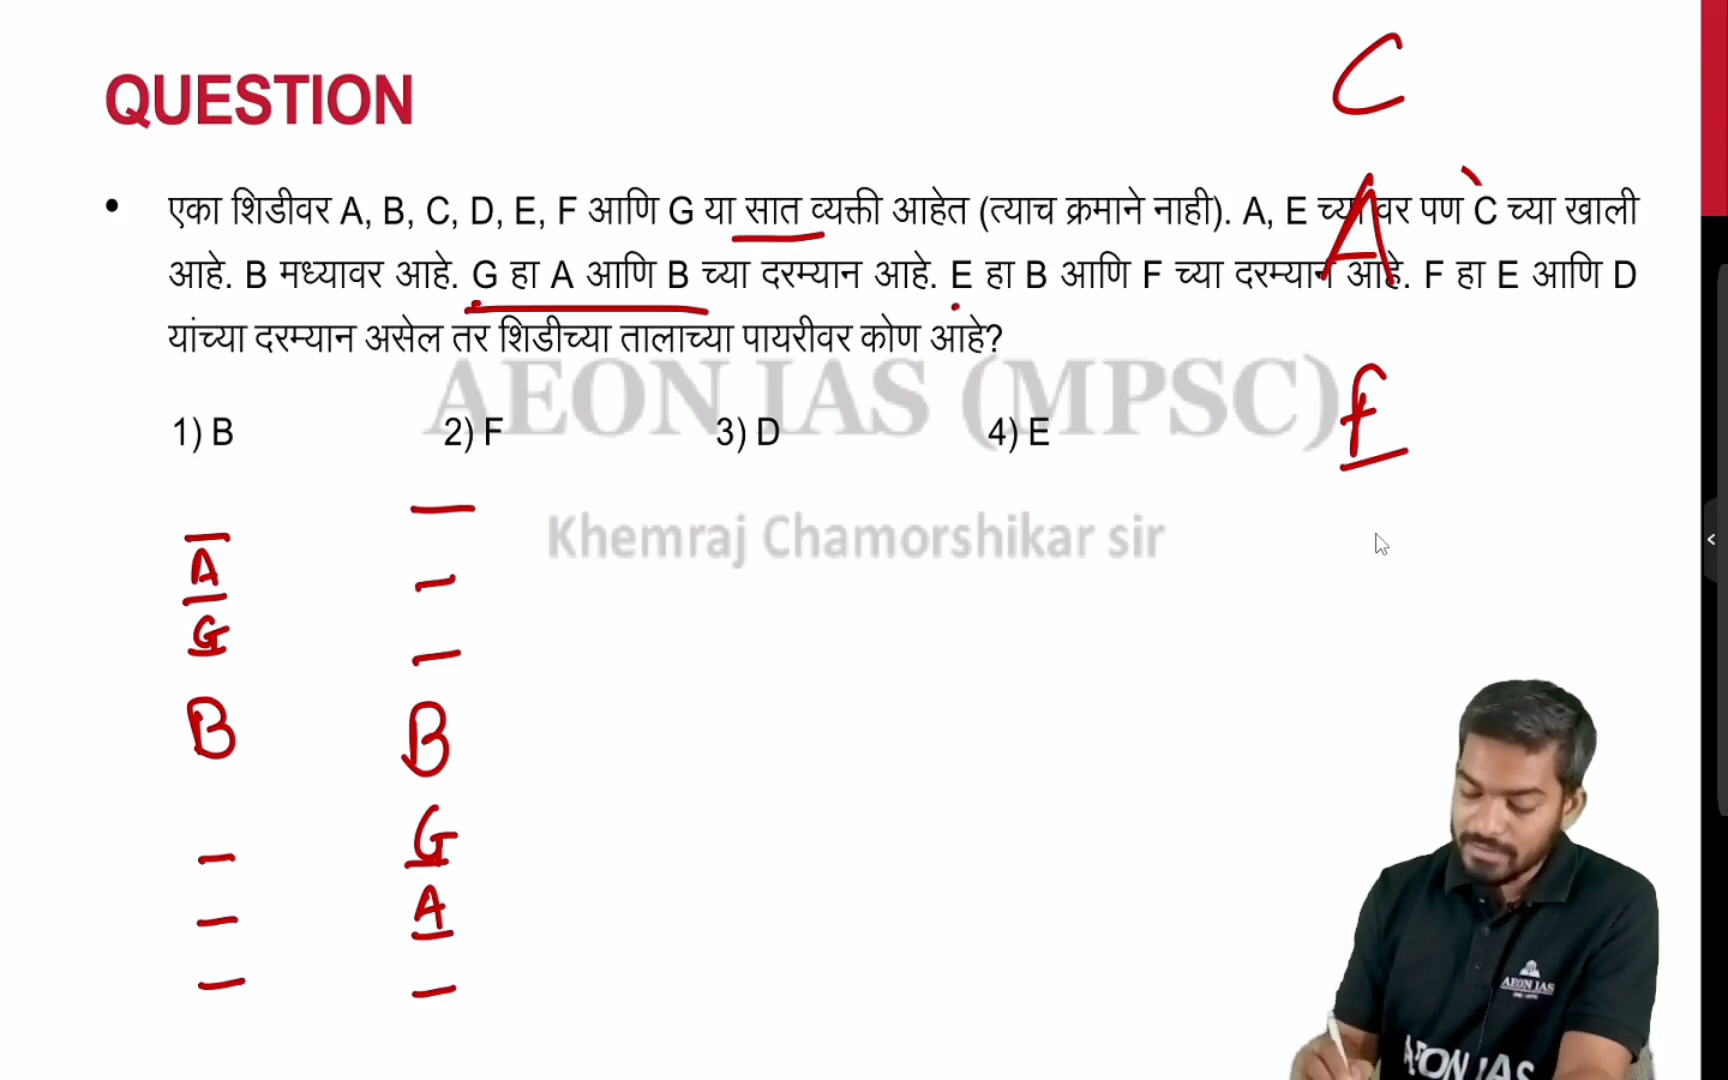 QUESTION
C
• एका शिडीवर A, B, C, D, E, F आणि G या सात व्यक्ती आहेत (त्याच क्रमाने नाही). A, E च्या वर पण C च्या खाली
आहे. B मध्यावर आहे. G हा A आणि B च्या दरम्यान आहे. E हा B आणि F च्या दरम्यान आहे. F हा E आणि D
यांच्या दरम्यान असेल तर शिडीच्या तालाच्या पायरीवर कोण आहे?
A
AEON IAS (MPSC)
1) B 2) F 3) D 4) E
f
Khemraj Chamorshikar sir
A
G
B B
G
A
AEON IAS
AEON IAS